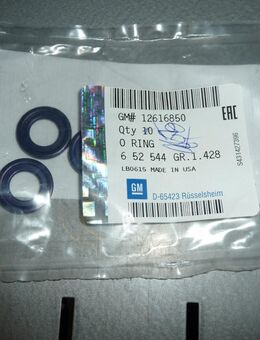 GM# 12616850
Qty 10
O RING
6 52 544 GR.1.428
LB0615 MADE IN USA
GM
D-65423 Rüsselsheim
EAC
S431427396